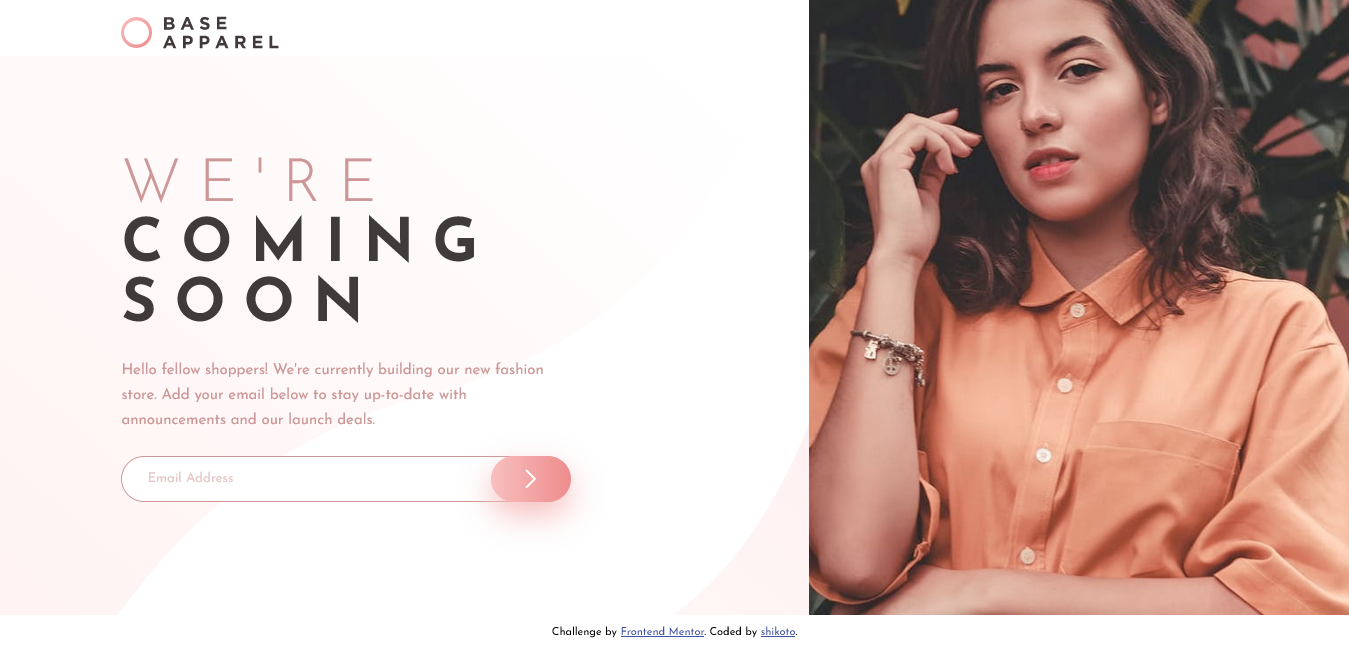 BASE
APPAREL
WE'RE
COMING
SOON
Hello fellow shoppers! We're currently building our new fashion
store. Add your email below to stay up-to-date with
announcements and our launch deals.
Email Address
Challenge by Frontend Mentor. Coded by shikoto.